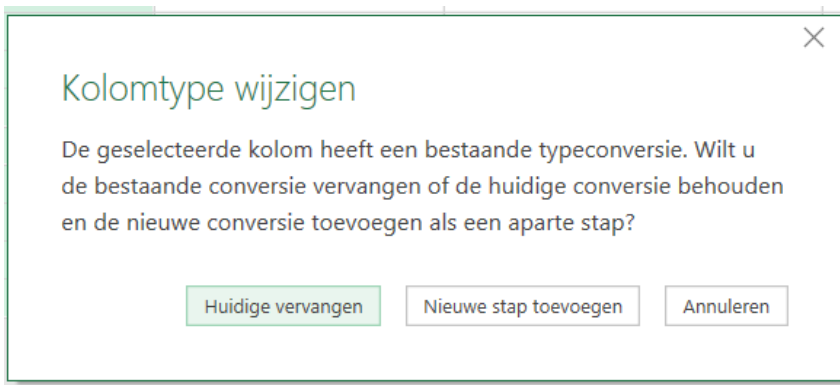 Kolomtype wijzigen
De geselecteerde kolom heeft een bestaande typeconversie. Wilt u
de bestaande conversie vervangen of de huidige conversie behouden
en de nieuwe conversie toevoegen als een aparte stap?
Huidige vervangen Nieuwe stap toevoegen Annuleren